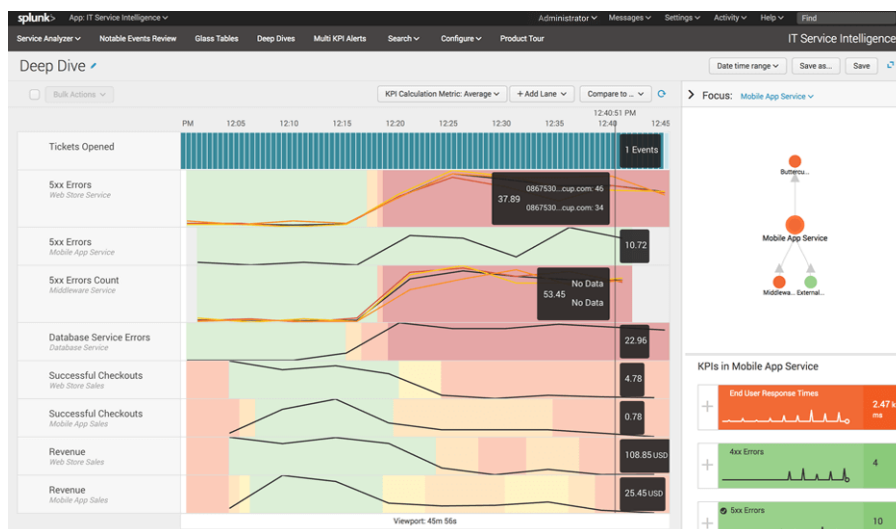 splunk> App: IT Service Intelligence Administrator Messages Settings Activity Help Find
Service Analyzer Notable Events Review Glass Tables Deep Dives Multi KPI Alerts Search Configure Product Tour IT Service Intelligence
Deep Dive Date time range Save as... Save
Bulk Actions KPI Calculation Metric: Average + Add Lane Compare to ... Focus: Mobile App Service
12:40:51 PM
PM 12:05 12:10 12:15 12:20 12:25 12:30 12:35 12:40 12:45
Tickets Opened 1 Events
5xx Errors
Web Store Service
37.89
0867530...cup.com: 46
0867530...cup.com: 34
5xx Errors
Mobile App Service
10.72
5xx Errors Count
Middleware Service
53.45
No Data
No Data
Database Service Errors
Database Service
22.96
Successful Checkouts
Web Store Sales
4.78
Successful Checkouts
Mobile App Sales
0.78
Revenue
Web Store Sales
108.85 USD
Revenue
Mobile App Sales
25.45 USD
Viewport: 45m 56s
Buttercu...
Mobile App Service
Middlewa... External...
KPIs in Mobile App Service
End User Response Times
2.47k
ms
4xx Errors
4
5xx Errors
10